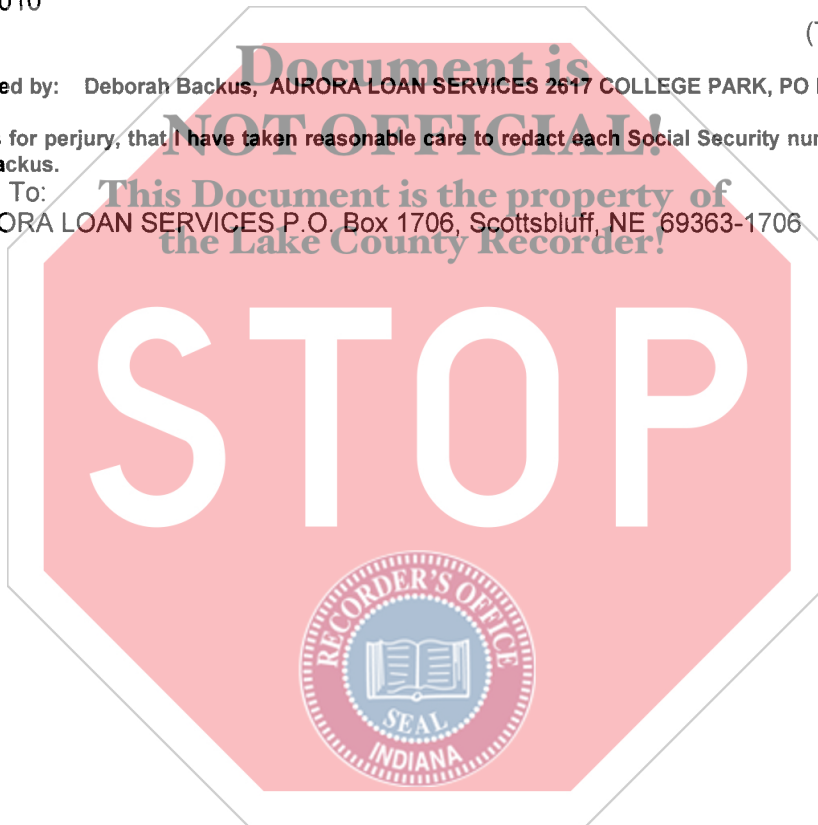 010
(T
Document is
ed by: Deborah Backus, AURORA LOAN SERVICES 2617 COLLEGE PARK, PO
NOT OFFICIAL!
for perjury, that I have taken reasonable care to redact each Social Security nu
ackus.
This Document is the property of
To:
ORA LOAN SERVICES P.O. Box 1706, Scottsbluff, NE 69363-1706
the Lake County Recorder!
STOP
RECORDER'S OFFICE
SEAL
INDIANA